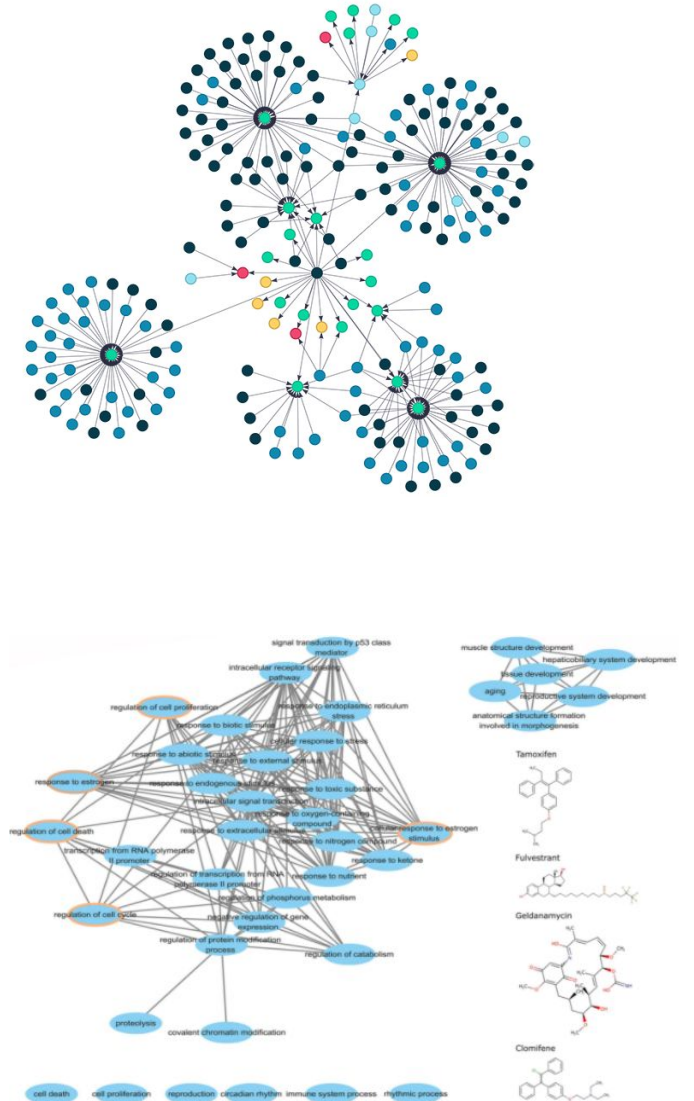 signal transduction by p53 class
mediator
intracellular receptor signaling
pathway
regulation of cell proliferation
response to endoplasmic reticulum
stress
response to biotic stimulus
cellular response to stress
response to abiotic stimulus
response to external stimulus
response to estrogen
response to endogenous stimulus
response to toxic substance
intracellular signal transduction
response to oxygen-containing
compound
regulation of cell death
response to extracellular stimulus
cellular response to estrogen
stimulus
response to nitrogen compound
transcription from RNA polymerase
II promoter
response to ketone
regulation of transcription from RNA
polymerase II promoter
response to nutrient
regulation of phosphorus metabolism
regulation of cell cycle
negative regulation of gene
expression
regulation of protein modification
process
regulation of catabolism
proteolysis
covalent chromatin modification
cell death
cell proliferation
reproduction
circadian rhythm
immune system process
rhythmic process
muscle structure development
hepaticobiliary system development
tissue development
aging
reproductive system development
anatomical structure formation
involved in morphogenesis
Tamoxifen
Fulvestrant
Geldanamycin
Clomifene